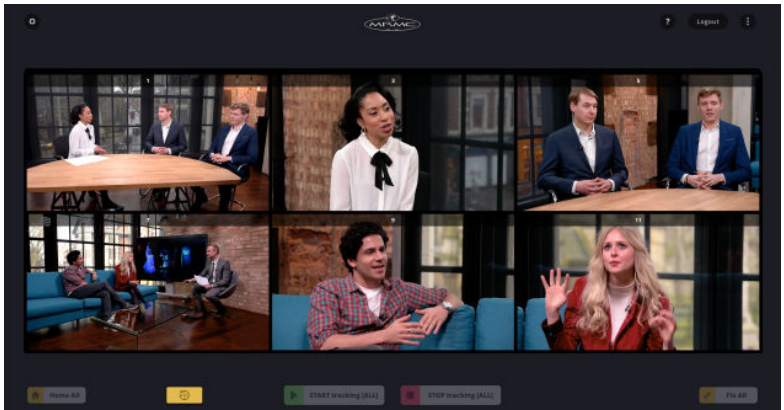 MRMC
?
Logout
1
3
5
7
9
11
Home All
START tracking [ALL]
STOP tracking [ALL]
Fix All